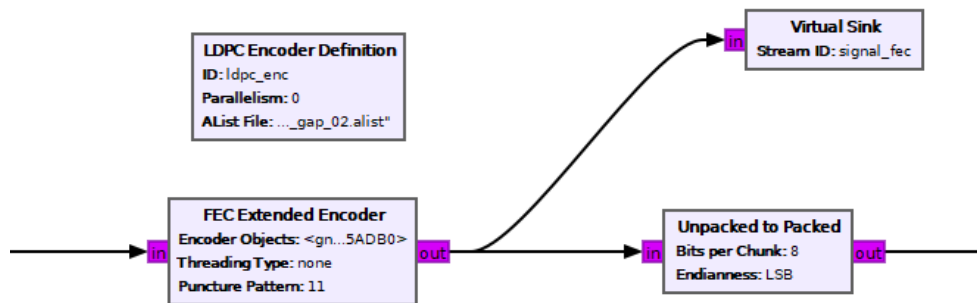 LDPC Encoder Definition
ID: ldpc_enc
Parallelism: 0
AList File: ..._gap_02.alist"
Virtual Sink
in
Stream ID: signal_fec
FEC Extended Encoder
in
Encoder Objects: <gn...5ADB0>
out
Threading Type: none
Puncture Pattern: 11
Unpacked to Packed
in
Bits per Chunk: 8
out
Endianness: LSB